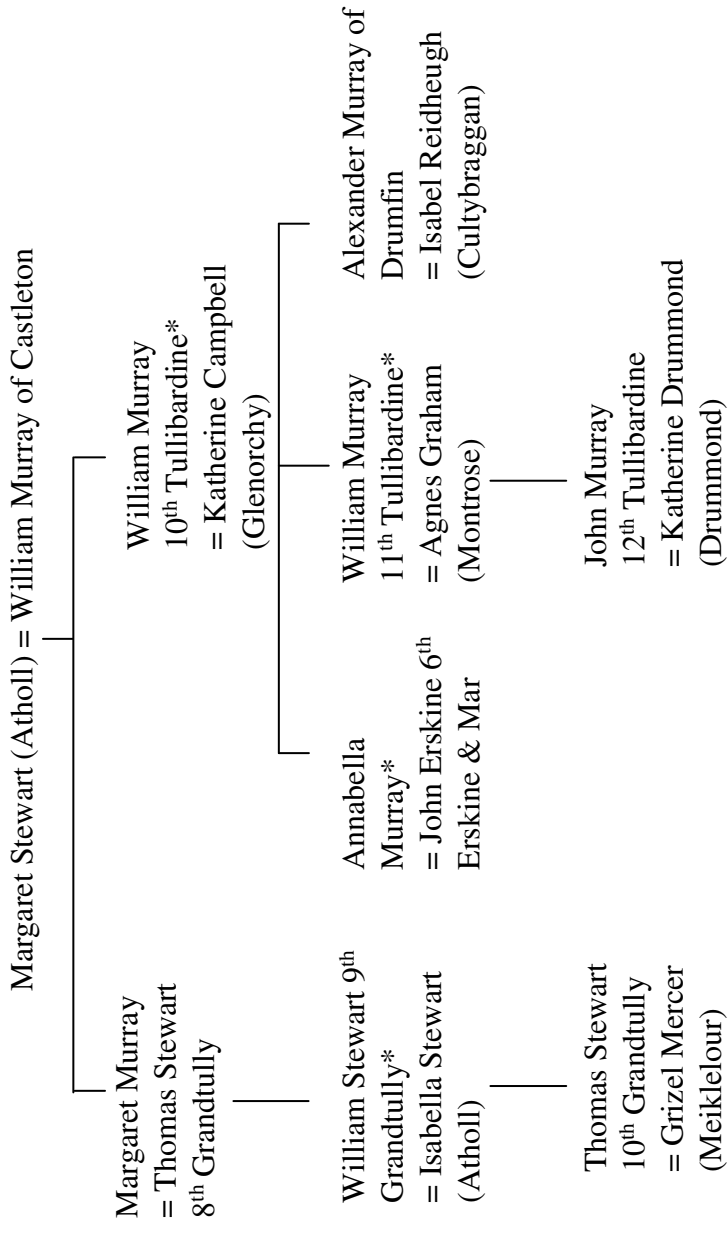 Margaret Stewart (Atholl) = William Murray of Castleton
Margaret Murray
= Thomas Stewart
8th Grandtully
William Murray
10th Tullibardine*
= Katherine Campbell
(Glenorchy)
William Stewart 9th
Grandtully*
= Isabella Stewart
(Atholl)
Annabella
Murray*
= John Erskine 6th
Erskine & Mar
William Murray
11th Tullibardine*
= Agnes Graham
(Montrose)
Alexander Murray of
Drumfin
= Isabel Reidheugh
(Cultybraggan)
Thomas Stewart
10th Grandtully
= Grizel Mercer
(Meiklelour)
John Murray
12th Tullibardine
= Katherine Drummond
(Drummond)